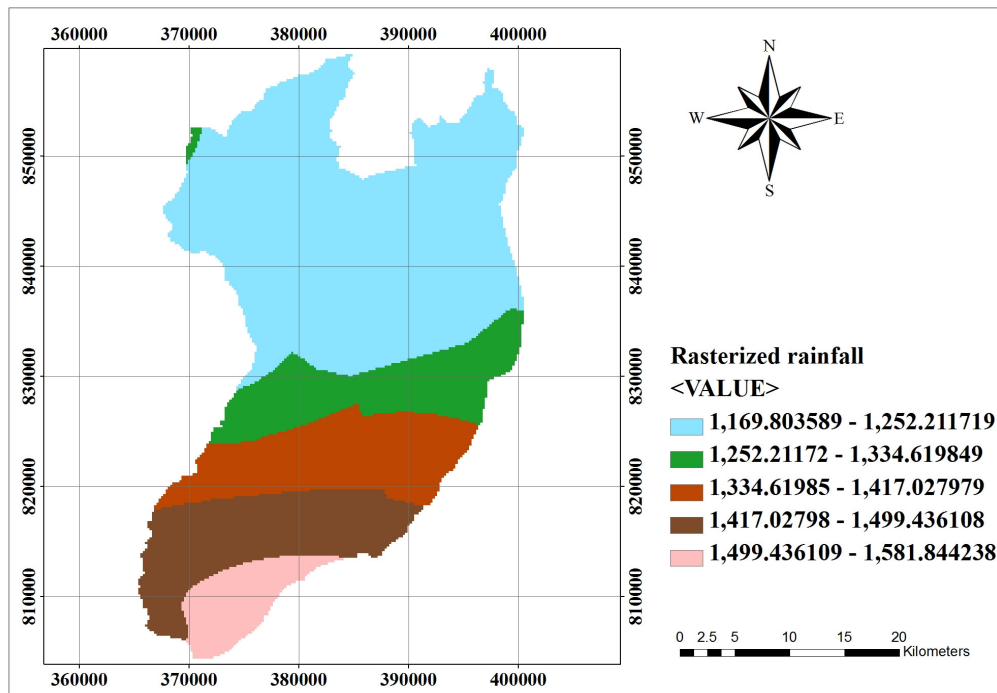 360000 370000 380000 390000 400000
N
W E
S
850000 850000
840000 840000
830000 830000
820000 820000
810000 810000
Rasterized rainfall
<VALUE>
1,169.803589 - 1,252.211719
1,252.21172 - 1,334.619849
1,334.61985 - 1,417.027979
1,417.02798 - 1,499.436108
1,499.436109 - 1,581.844238
0 2.5 5 10 15 20
Kilometers
360000 370000 380000 390000 400000